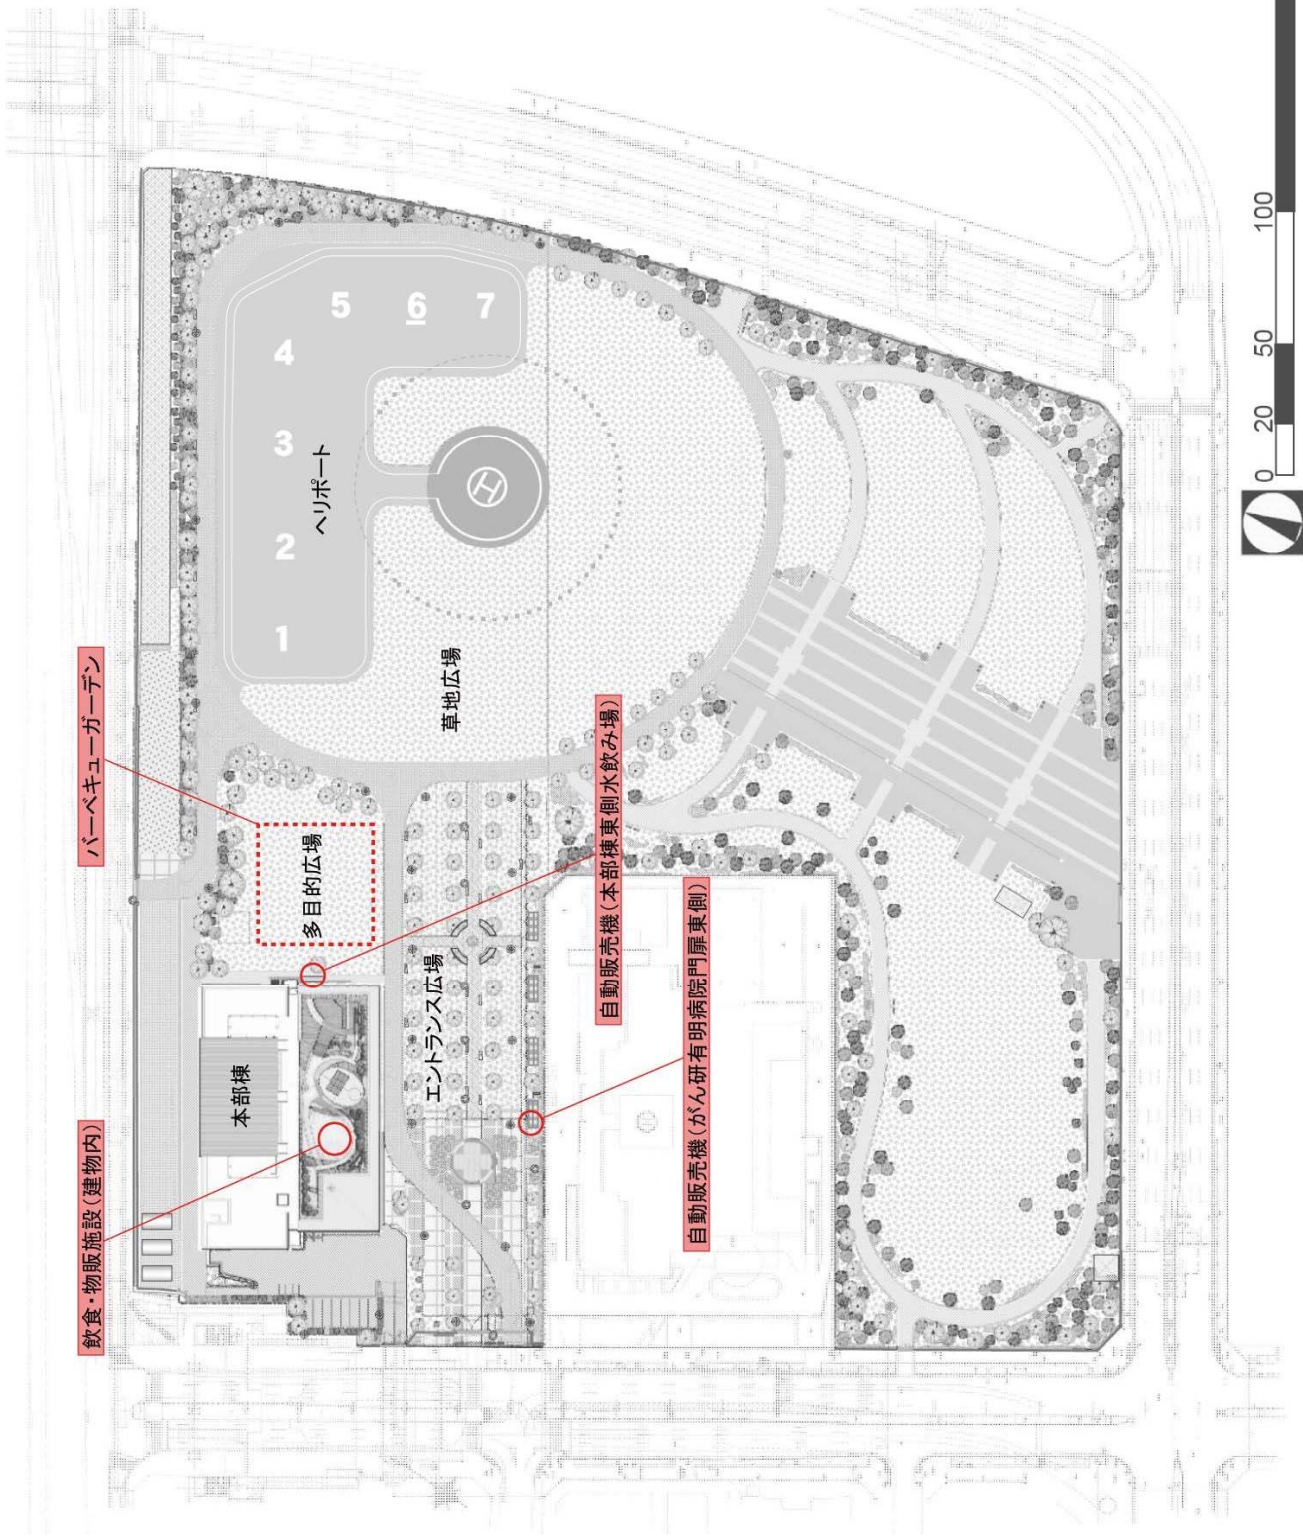 飲食・物販施設（建物内）
バーベキューガーデン
本部棟
多目的広場
エントランス広場
草地広場
ヘリポート
1
2
3
4
5
6
7
H
自動販売機（本部棟東側水飲み場）
自動販売機（がん研有明病院門扉東側）
0 20 50 100